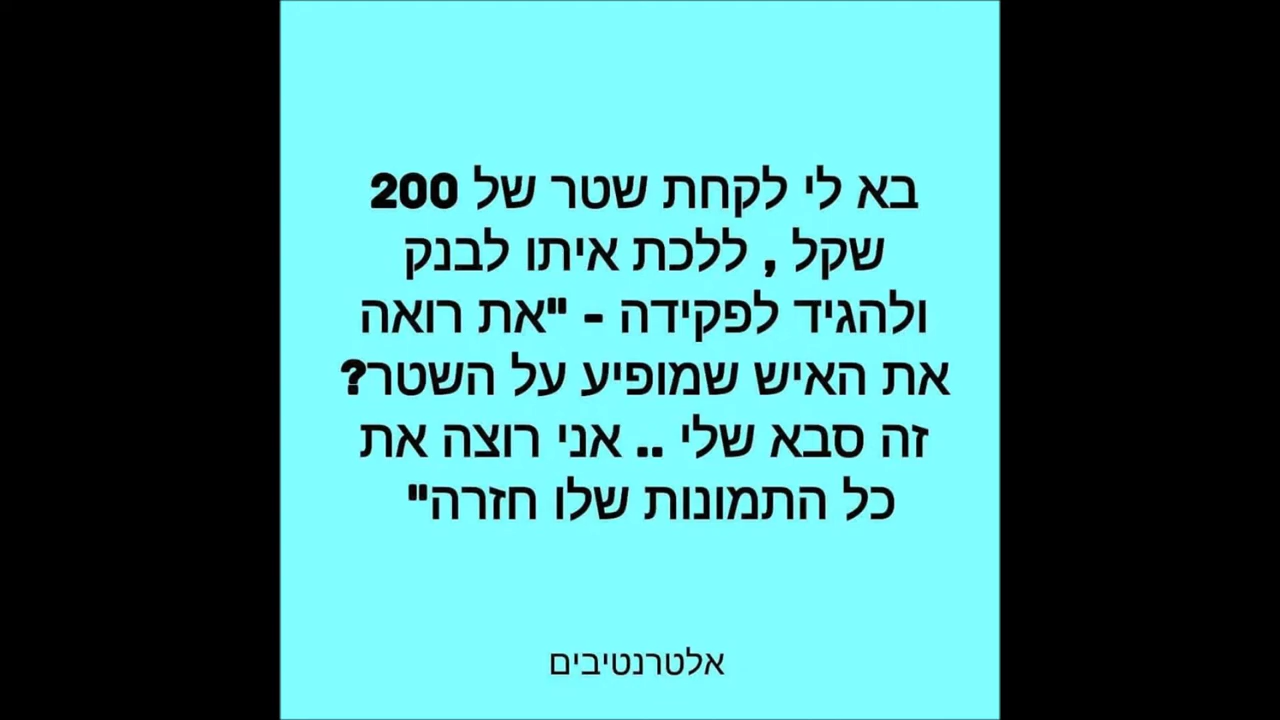 בא לי לקחת שטר של 200
שקל , ללכת איתו לבנק
ולהגיד לפקידה - "את רואה
את האיש שמופיע על השטר?
זה סבא שלי .. אני רוצה את
כל התמונות שלו חזרה"
אלטרנטיבים